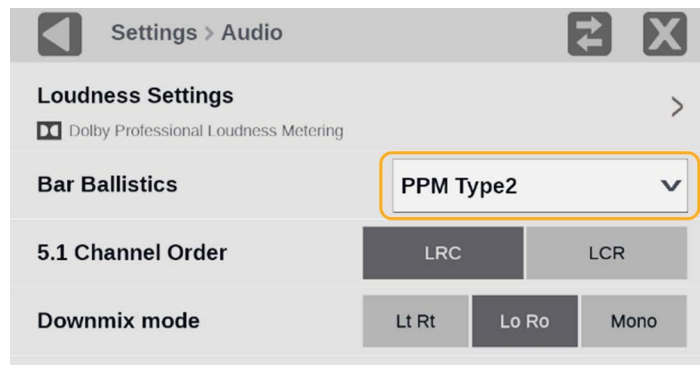 Settings > Audio
Loudness Settings
Dolby Professional Loudness Metering
Bar Ballistics
PPM Type2
5.1 Channel Order
LRC
LCR
Downmix mode
Lt Rt
Lo Ro
Mono